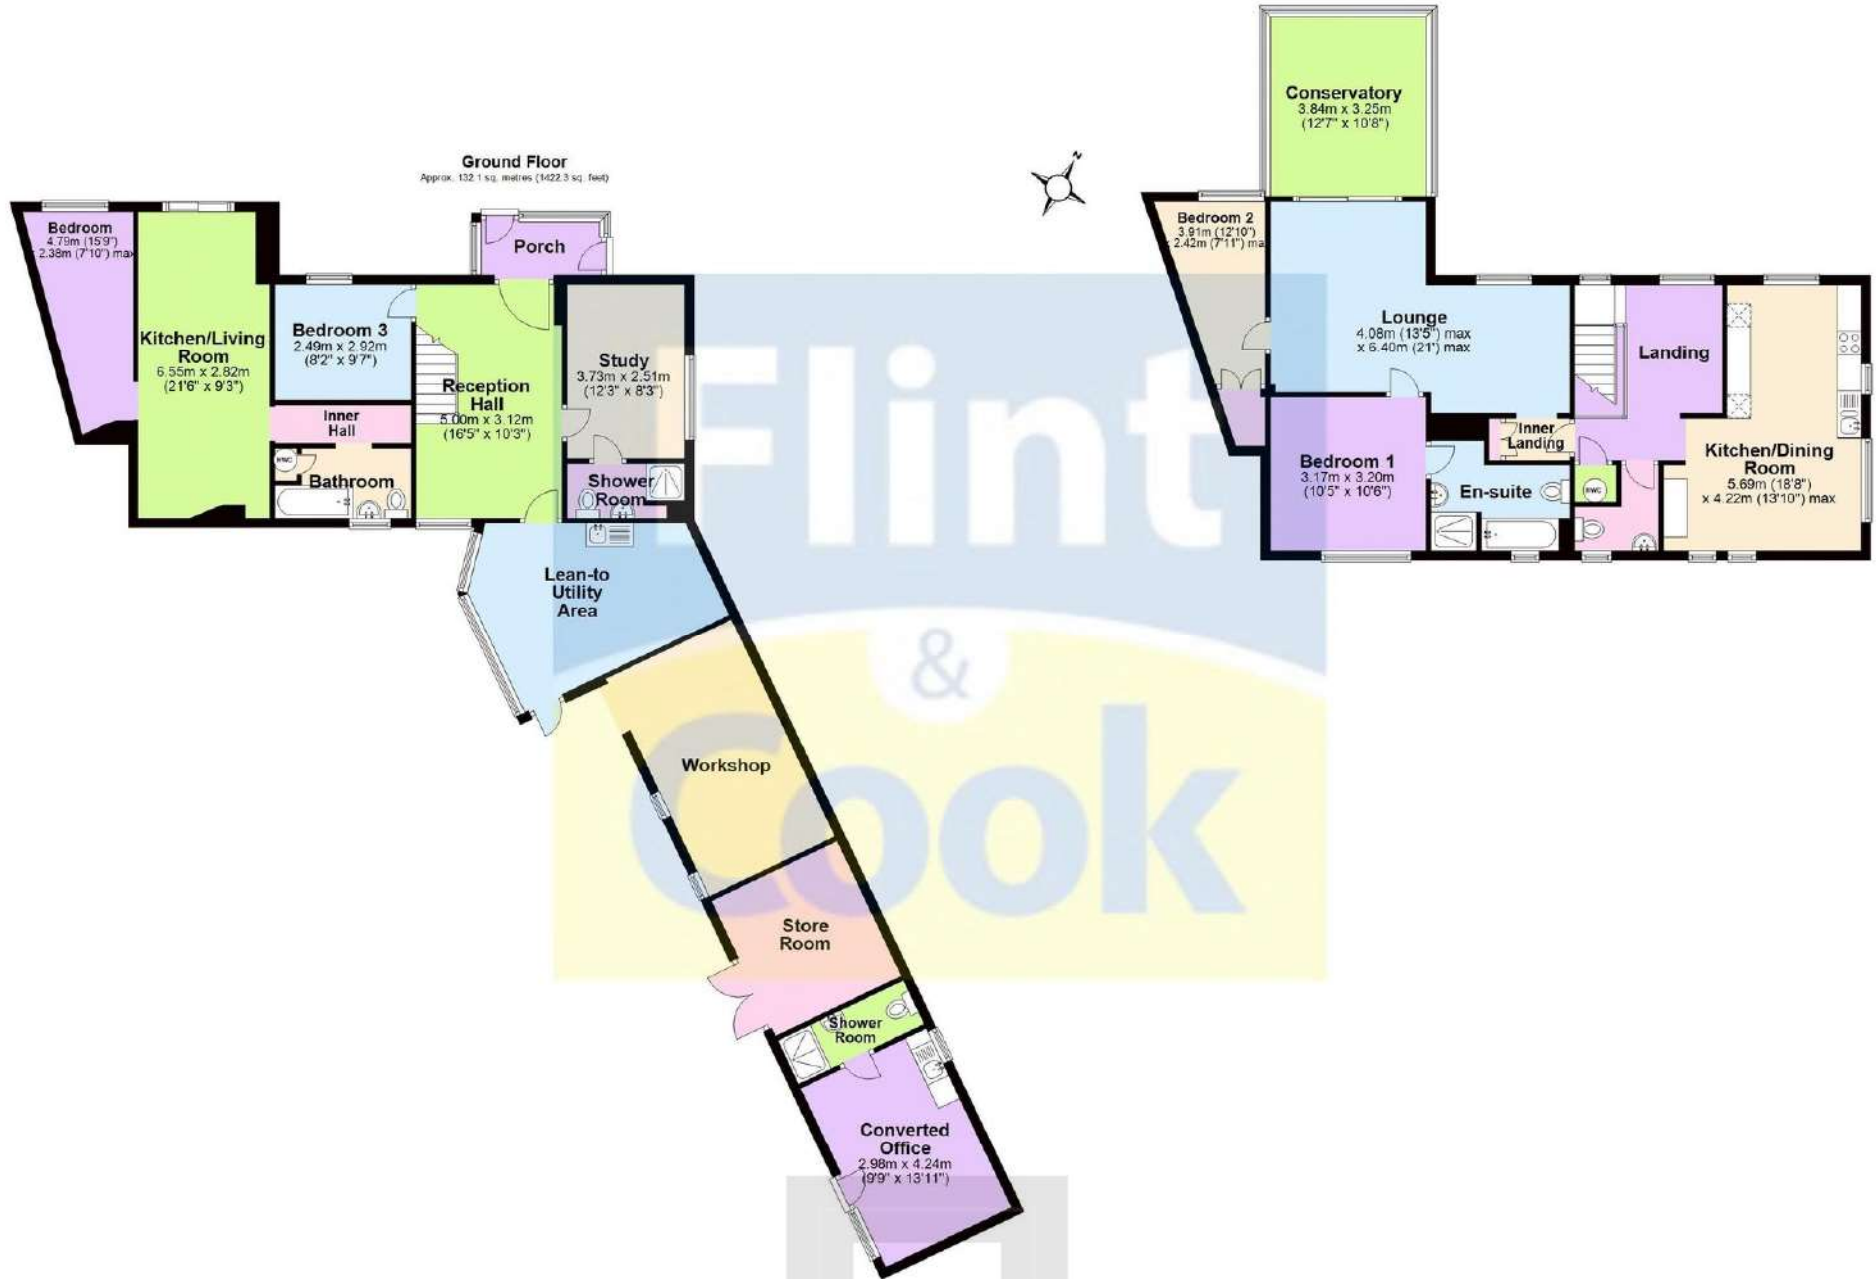 Ground Floor
Approx. 132.1 sq. metres (1422.3 sq. feet)
Bedroom
4.79m (15'9")
x 2.38m (7'10") max
Kitchen/Living
Room
6.55m x 2.82m
(21'6" x 9'3")
Bedroom 3
2.49m x 2.92m
(8'2" x 9'7")
Inner
Hall
HWC
Bathroom
Porch
Reception
Hall
5.00m x 3.12m
(16'5" x 10'3")
Study
3.73m x 2.51m
(12'3" x 8'3")
Shower
Room
Lean-to
Utility
Area
Workshop
Store
Room
Shower
Room
Converted
Office
2.98m x 4.24m
(9'9" x 13'11")
N
Conservatory
3.84m x 3.25m
(12'7" x 10'8")
Bedroom 2
3.91m (12'10")
x 2.42m (7'11") ma
Lounge
4.08m (13'5") max
x 6.40m (21') max
Landing
Inner
Landing
Kitchen/Dining
Room
5.69m (18'8")
x 4.22m (13'10") max
Bedroom 1
3.17m x 3.20m
(10'5" x 10'6")
En-suite
HWC
Flint
&
Cook